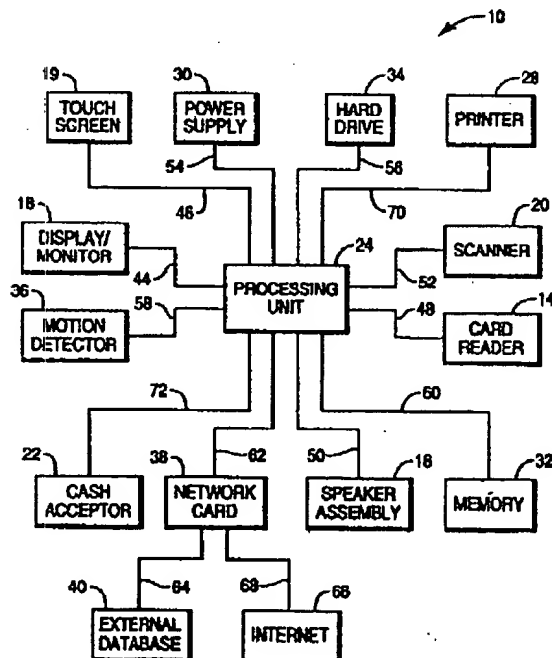 10
19
30
34
28
TOUCH
SCREEN
POWER
SUPPLY
HARD
DRIVE
PRINTER
54
56
46
70
18
24
20
DISPLAY/
MONITOR
44
PROCESSING
UNIT
52
SCANNER
36
58
48
14
MOTION
DETECTOR
CARD
READER
72
60
22
38
62
50
18
32
CASH
ACCEPTOR
NETWORK
CARD
SPEAKER
ASSEMBLY
MEMORY
40
64
68
66
EXTERNAL
DATABASE
INTERNET